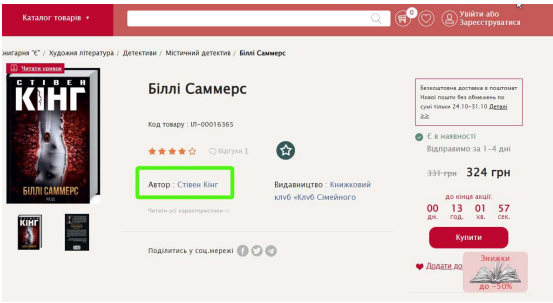 Каталог товарів
0
Увійти або
Зареєструватися
Книгарня "Є" / Художня література / Детективи / Містичний детектив / Біллі Саммерс
Читати уривок
СТІВЕН
КІНГ
БІЛЛІ САММЕРС
КСД
КІНГ
Біллі Саммерс
Код товару : ІЛ-00016365
Відгуки 1
Автор : Стівен Кінг
Видавництво : Книжковий
клуб «Клуб Сімейного
Читати усі характеристики
Поділитись у соц.мережі
Безкоштовна доставка в поштомат
Нової пошти без обмежень по
сумі тільки 24.10-31.10 Деталі
>>
Є в наявності
Відправимо за 1-4 дні
331 грн 324 грн
до кінця акції:
00 13 01 57
дн. год. хв. сек.
Купити
Додати до
Знижки
до -50%